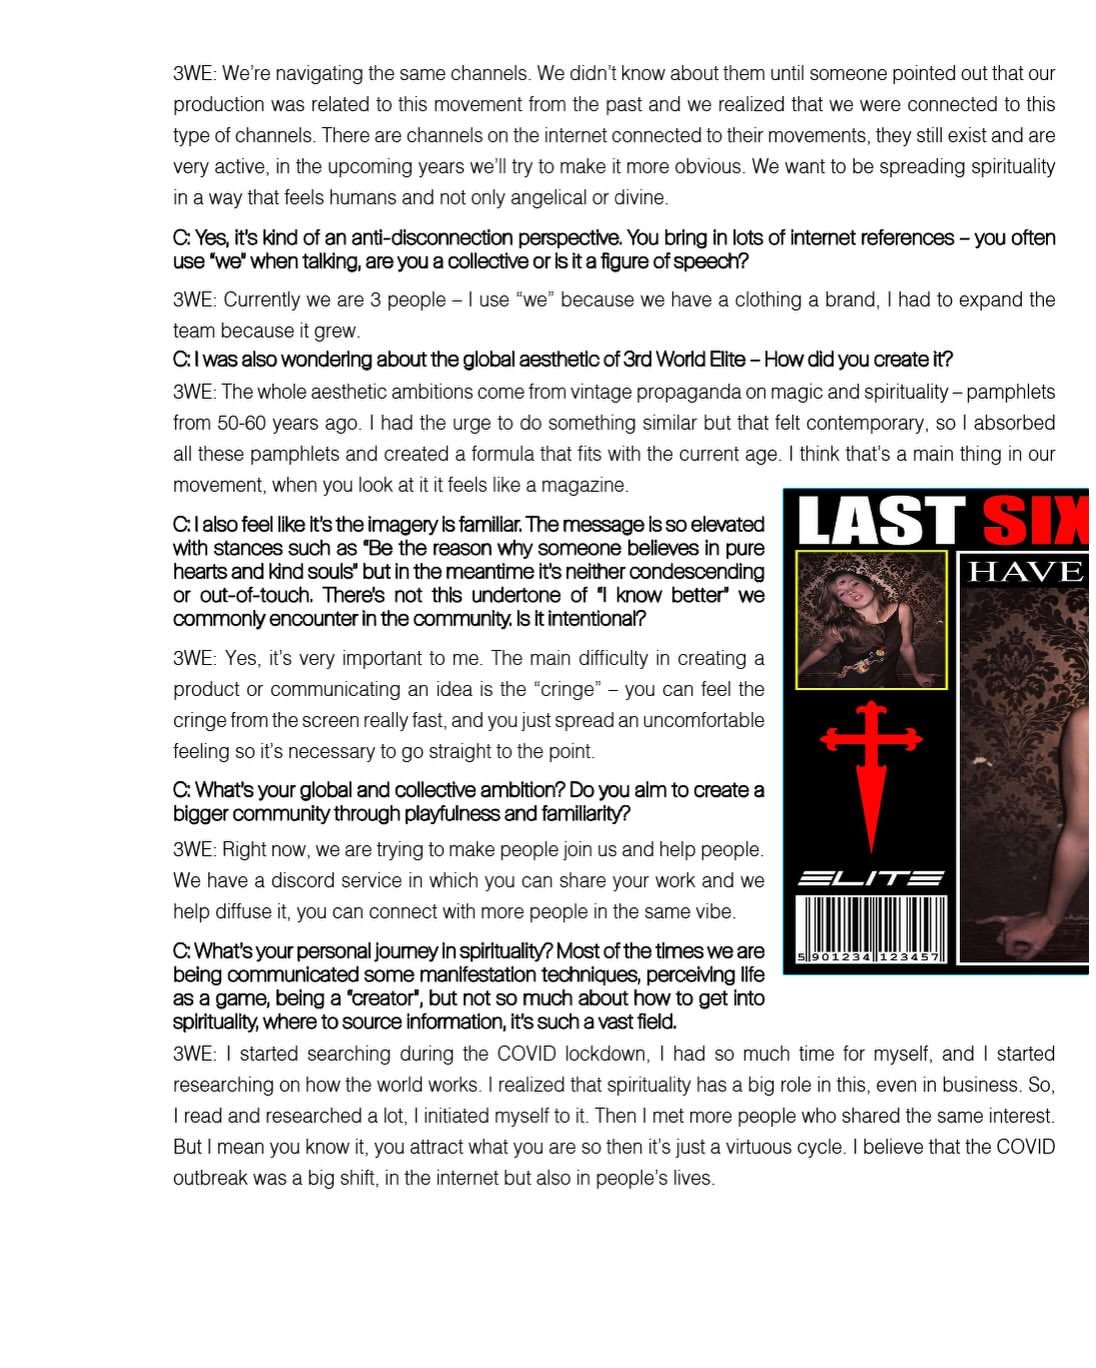 3WE: We’re navigating the same channels. We didn’t know about them until someone pointed out that our
production was related to this movement from the past and we realized that we were connected to this
type of channels. There are channels on the internet connected to their movements, they still exist and are
very active, in the upcoming years we’ll try to make it more obvious. We want to be spreading spirituality
in a way that feels humans and not only angelical or divine.
C: Yes, it's kind of an anti-disconnection perspective. You bring in lots of internet references – you often
use "we" when talking, are you a collective or is it a figure of speech?
3WE: Currently we are 3 people – I use “we” because we have a clothing a brand, I had to expand the
team because it grew.
C: I was also wondering about the global aesthetic of 3rd World Elite – How did you create it?
3WE: The whole aesthetic ambitions come from vintage propaganda on magic and spirituality – pamphlets
from 50-60 years ago. I had the urge to do something similar but that felt contemporary, so I absorbed
all these pamphlets and created a formula that fits with the current age. I think that’s a main thing in our
movement, when you look at it it feels like a magazine.
C: I also feel like it's the imagery is familiar. The message is so elevated
with stances such as "Be the reason why someone believes in pure
hearts and kind souls" but in the meantime it's neither condescending
or out-of-touch. There's not this undertone of "I know better" we
commonly encounter in the community. Is it intentional?
3WE: Yes, it’s very important to me. The main difficulty in creating a
product or communicating an idea is the “cringe” – you can feel the
cringe from the screen really fast, and you just spread an uncomfortable
feeling so it’s necessary to go straight to the point.
C: What's your global and collective ambition? Do you aim to create a
bigger community through playfulness and familiarity?
3WE: Right now, we are trying to make people join us and help people.
We have a discord service in which you can share your work and we
help diffuse it, you can connect with more people in the same vibe.
C: What's your personal journey in spirituality? Most of the times we are
being communicated some manifestation techniques, perceiving life
as a game, being a "creator", but not so much about how to get into
spirituality, where to source information, it's such a vast field.
3WE: I started searching during the COVID lockdown, I had so much time for myself, and I started
researching on how the world works. I realized that spirituality has a big role in this, even in business. So,
I read and researched a lot, I initiated myself to it. Then I met more people who shared the same interest.
But I mean you know it, you attract what you are so then it’s just a virtuous cycle. I believe that the COVID
outbreak was a big shift, in the internet but also in people’s lives.
LAST SIX
HAVE
ELITE
5 901234 123457